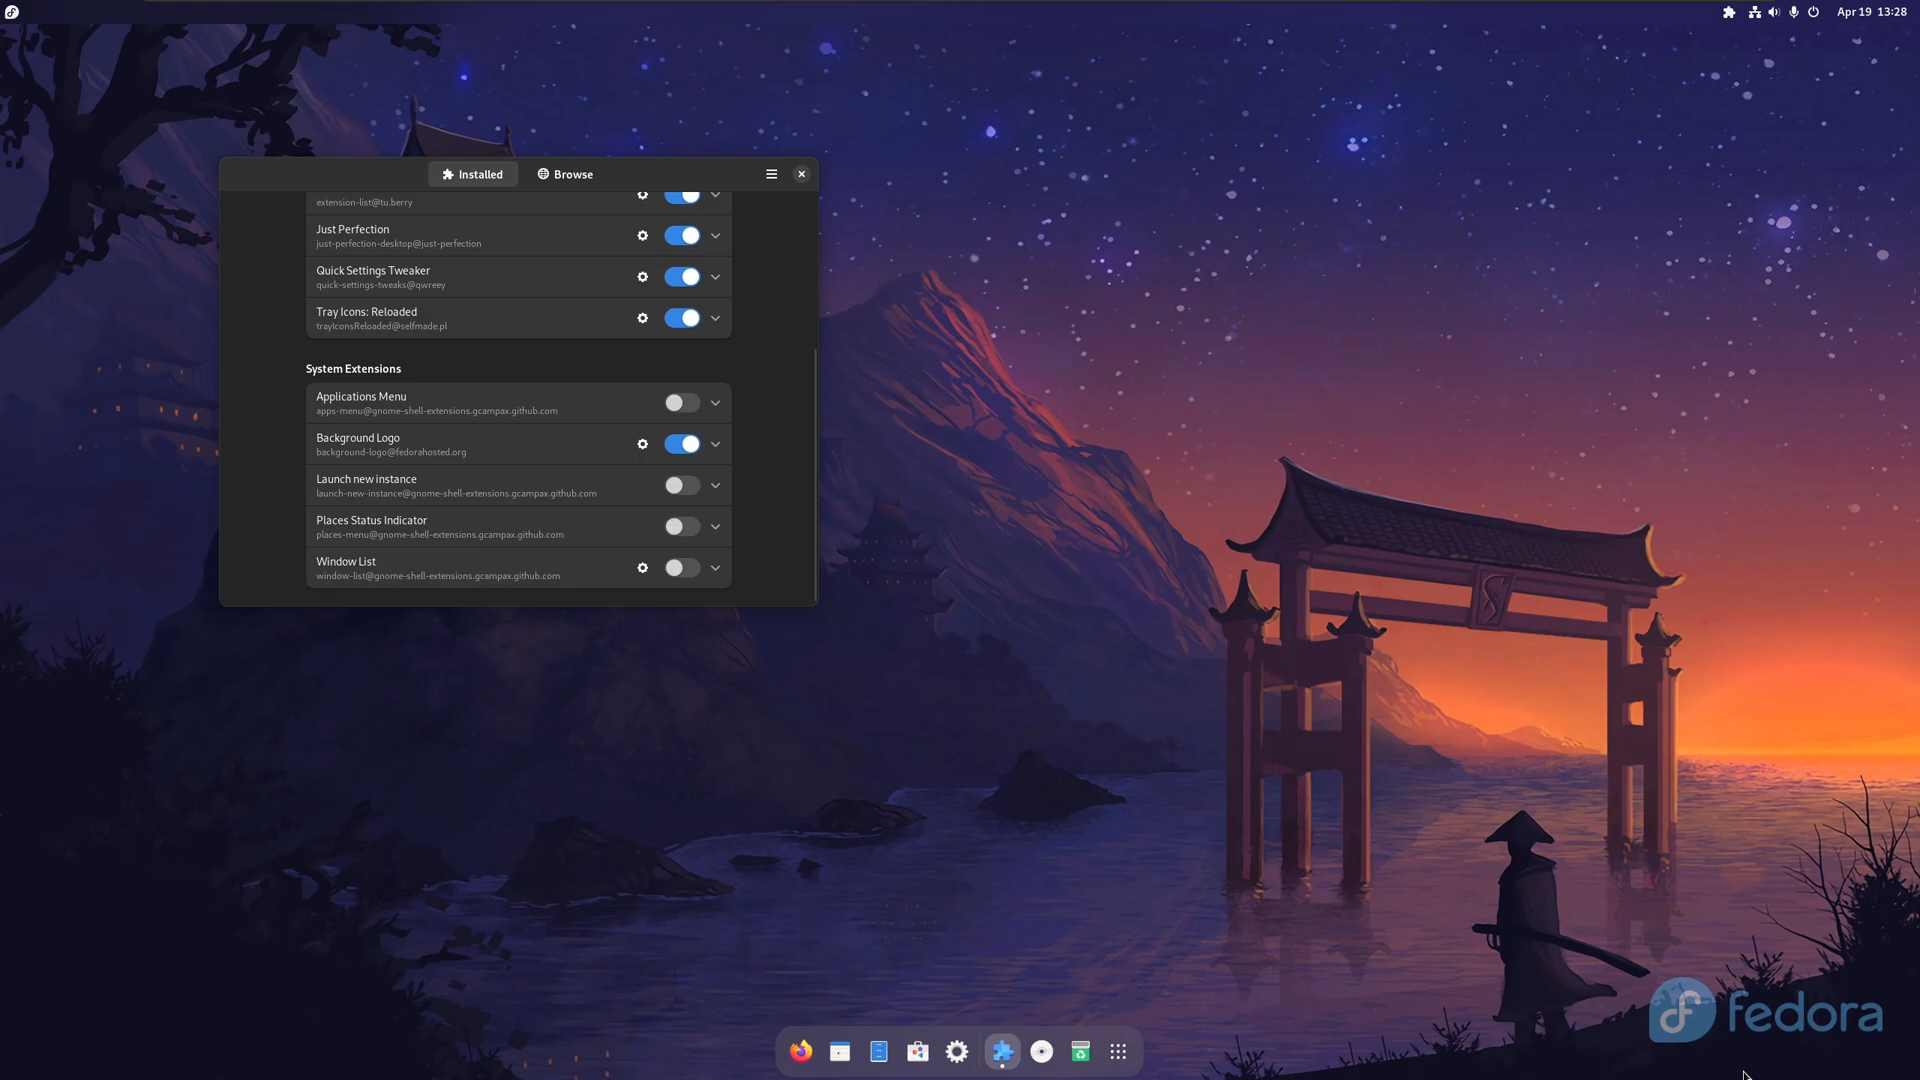 Apr 19 13:28
Installed
Browse
extension-list@tu.berry
Just Perfection
just-perfection-desktop@just-perfection
Quick Settings Tweaker
quick-settings-tweaks@qwreey
Tray Icons: Reloaded
trayIconsReloaded@selfmade.pl
System Extensions
Applications Menu
apps-menu@gnome-shell-extensions.gcampax.github.com
Background Logo
background-logo@fedorahosted.org
Launch new instance
launch-new-instance@gnome-shell-extensions.gcampax.github.com
Places Status Indicator
places-menu@gnome-shell-extensions.gcampax.github.com
Window List
window-list@gnome-shell-extensions.gcampax.github.com
fedora